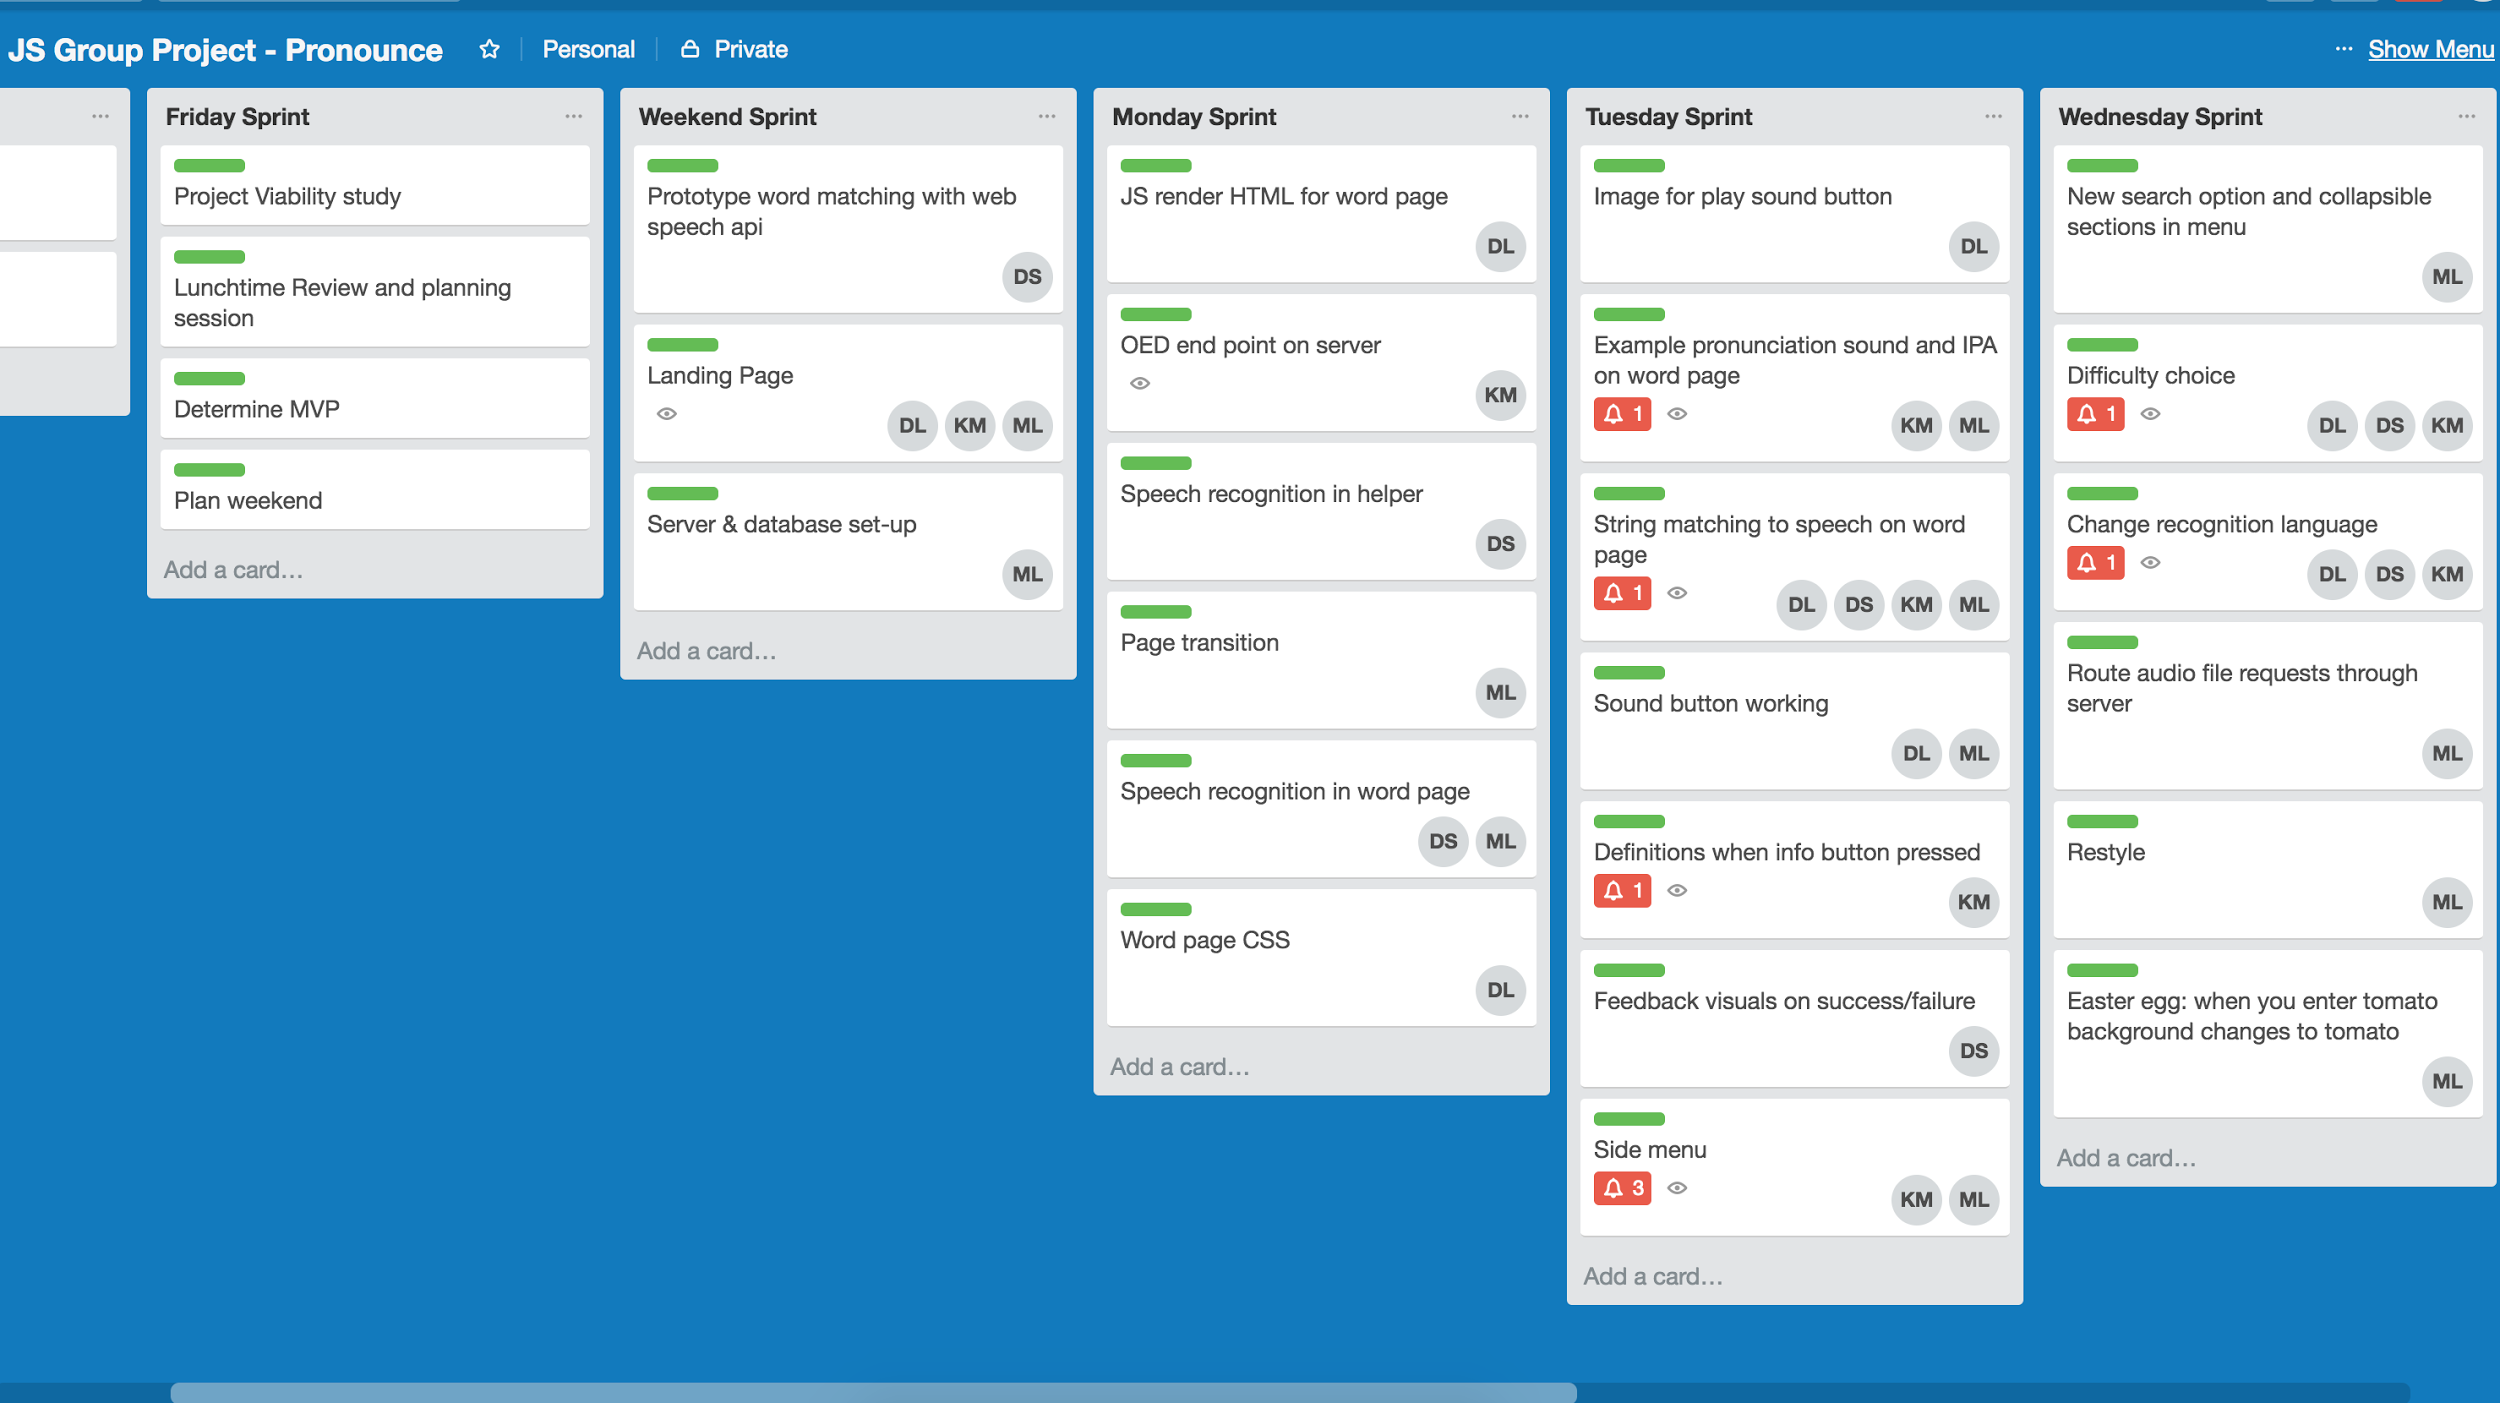 JS Group Project - Pronounce
Personal
Private
Show Menu
Friday Sprint
Project Viability study
Lunchtime Review and planning
session
Determine MVP
Plan weekend
Add a card...
Weekend Sprint
Prototype word matching with web
speech api
DS
Landing Page
DL KM ML
Server & database set-up
ML
Add a card...
Monday Sprint
JS render HTML for word page
DL
OED end point on server
KM
Speech recognition in helper
DS
Page transition
ML
Speech recognition in word page
DS ML
Word page CSS
DL
Add a card...
Tuesday Sprint
Image for play sound button
DL
Example pronunciation sound and IPA
on word page
1
KM ML
String matching to speech on word
page
1
DL DS KM ML
Sound button working
DL ML
Definitions when info button pressed
1
KM
Feedback visuals on success/failure
DS
Side menu
3
KM ML
Add a card...
Wednesday Sprint
New search option and collapsible
sections in menu
ML
Difficulty choice
1
DL DS KM
Change recognition language
1
DL DS KM
Route audio file requests through
server
ML
Restyle
ML
Easter egg: when you enter tomato
background changes to tomato
ML
Add a card...